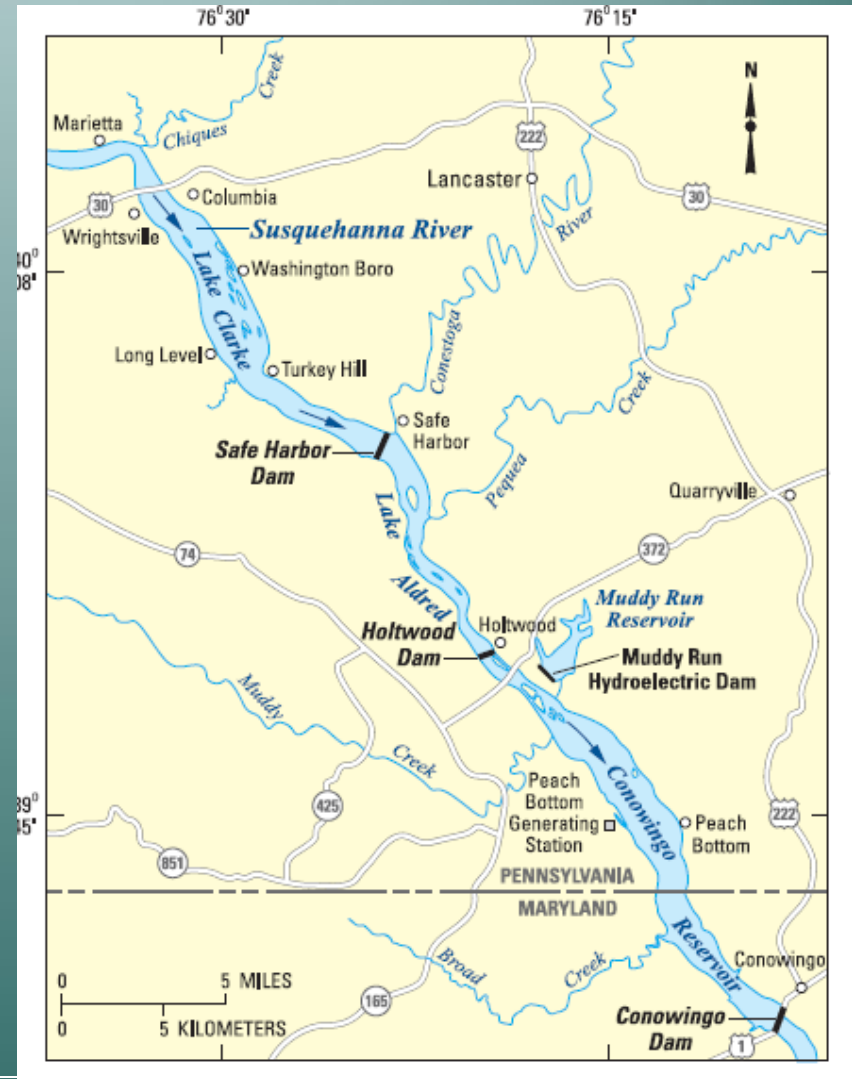 76° 30'
76° 15'
N
Creek
Chiques
Marietta
222
Lancaster
30
30
Columbia
Wrightsville
Susquehanna River
River
40°
08'
Washington Boro
Lake Clarke
Conestoga
Long Level
Turkey Hill
Creek
Safe
Harbor
Safe Harbor
Dam
Pequea
Quarryville
Lake
Aldred
74
372
Muddy Run
Reservoir
Holtwood
Holtwood
Dam
Muddy Run
Hydroelectric Dam
Muddy
Creek
Conowingo
Peach
Bottom
Generating
Station
39°
45'
425
Peach
Bottom
222
851
PENNSYLVANIA
MARYLAND
Reservoir
Broad
Creek
Conowingo
0 5 MILES
0 5 KILOMETERS
165
Conowingo
Dam
1